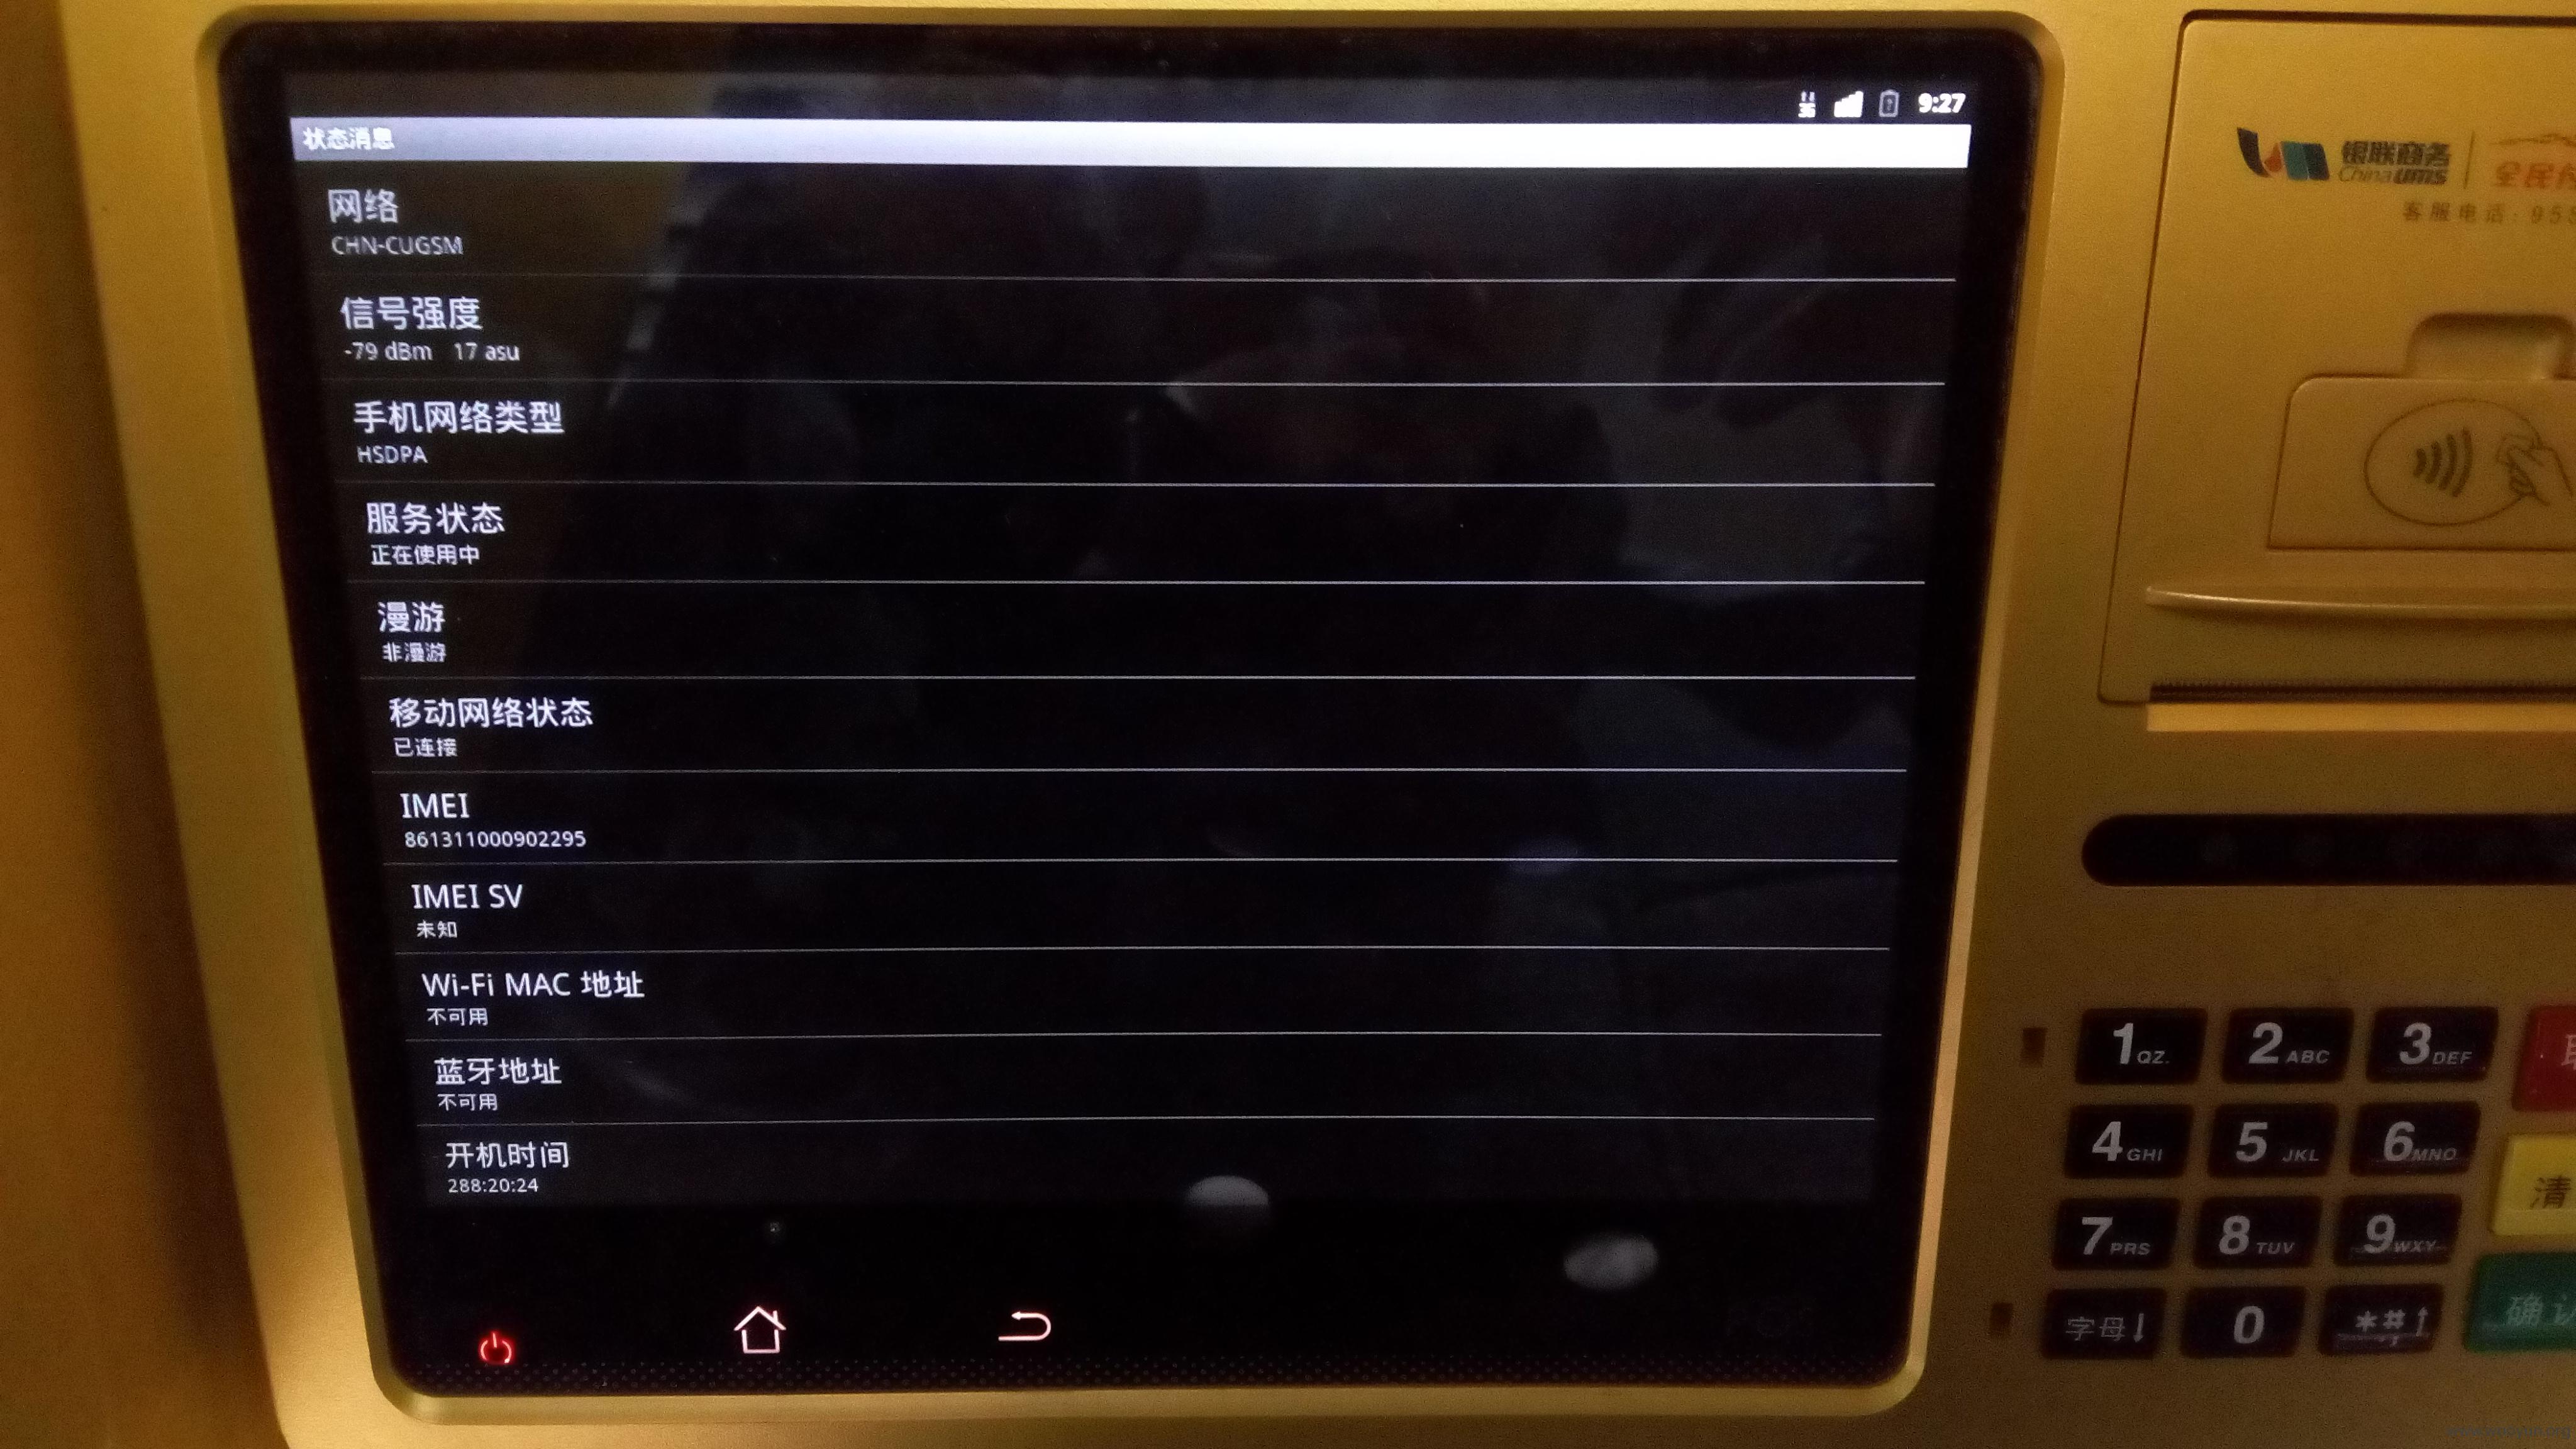 3G 9:27
状态消息
网络
CHN-CUGSM
信号强度
-79 dBm 17 asu
手机网络类型
HSDPA
服务状态
正在使用中
漫游
非漫游
移动网络状态
已连接
IMEI
861311000902295
IMEI SV
未知
Wi-Fi MAC 地址
不可用
蓝牙地址
不可用
开机时间
288:20:24
银联商务
China ums
全民
客服电话: 95
1 QZ. 2 ABC 3 DEF
4 GHI 5 JKL 6 MNO
清
7 PRS 8 TUV 9 WXY
确
字母↓ 0 *#↑